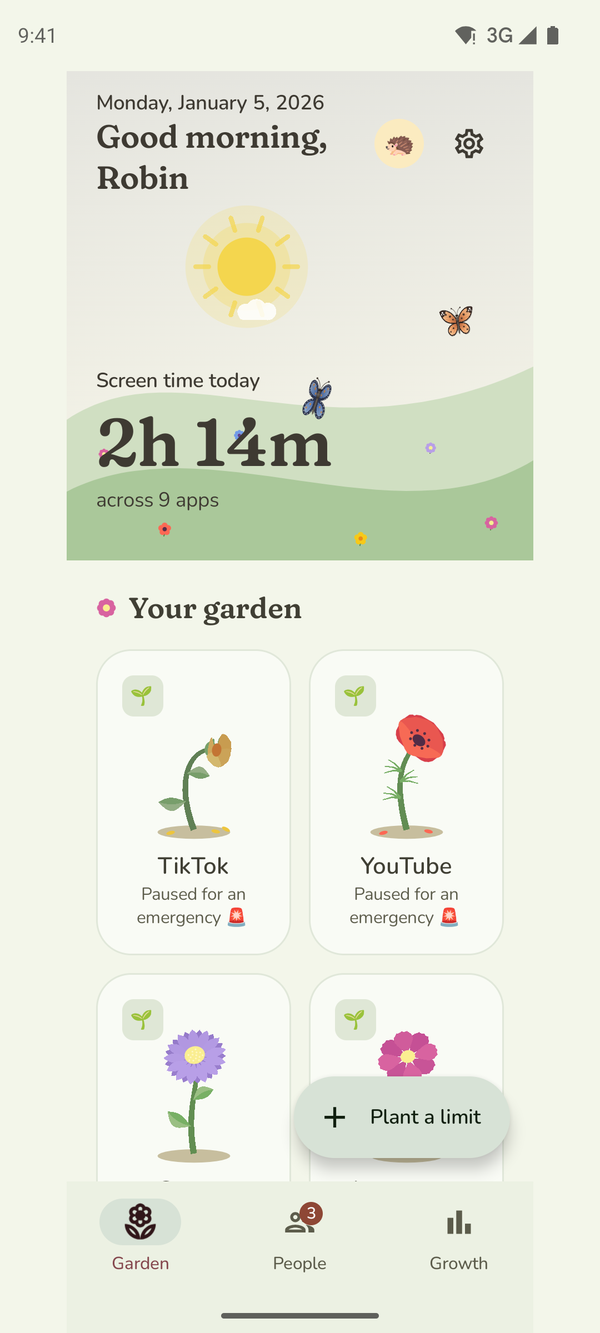 9:41
3G
Monday, January 5, 2026
Good morning,
Robin
Screen time today
2h 14m
across 9 apps
Your garden
TikTok
Paused for an
emergency 🚨
YouTube
Paused for an
emergency 🚨
Plant a limit
3
Garden
People
Growth